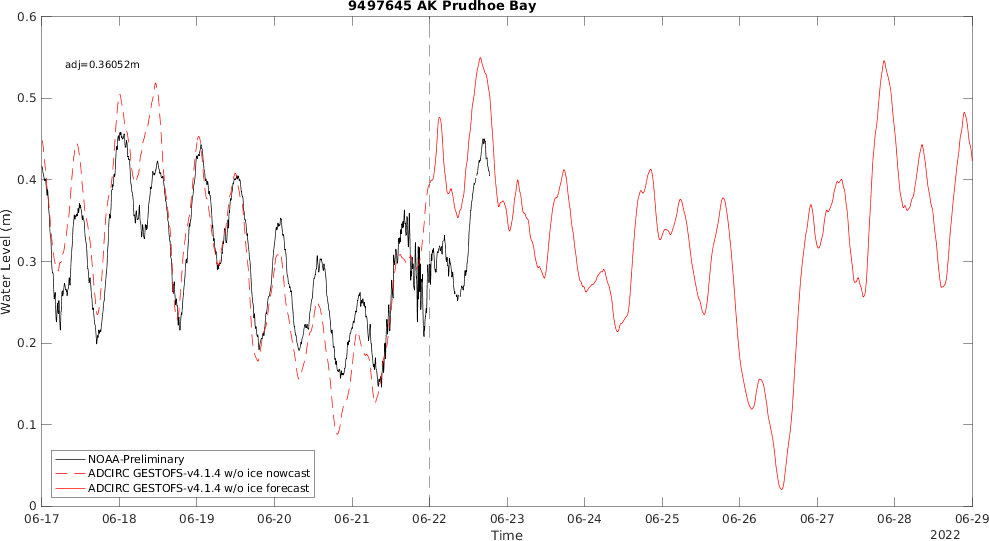 9497645 AK Prudhoe Bay
adj=0.36052m
Water Level (m)
0.6
0.5
0.4
0.3
0.2
0.1
0
NOAA-Preliminary
ADCIRC GESTOFS-v4.1.4 w/o ice nowcast
ADCIRC GESTOFS-v4.1.4 w/o ice forecast
06-17 06-18 06-19 06-20 06-21 06-22 06-23 06-24 06-25 06-26 06-27 06-28 06-29
Time
2022